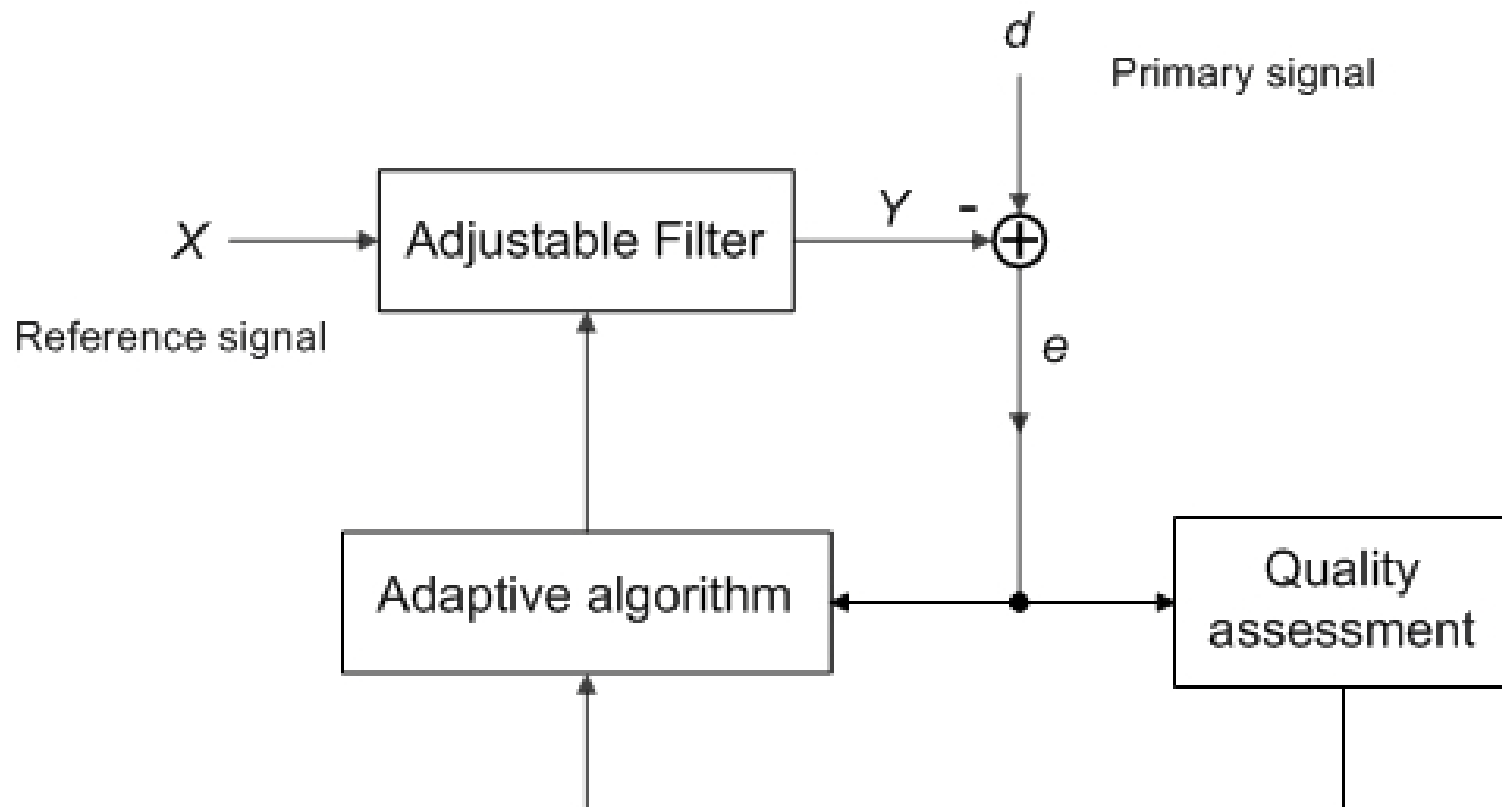 d
Primary signal
Y -
X
Adjustable Filter
+
Reference signal
e
Adaptive algorithm
Quality
assessment